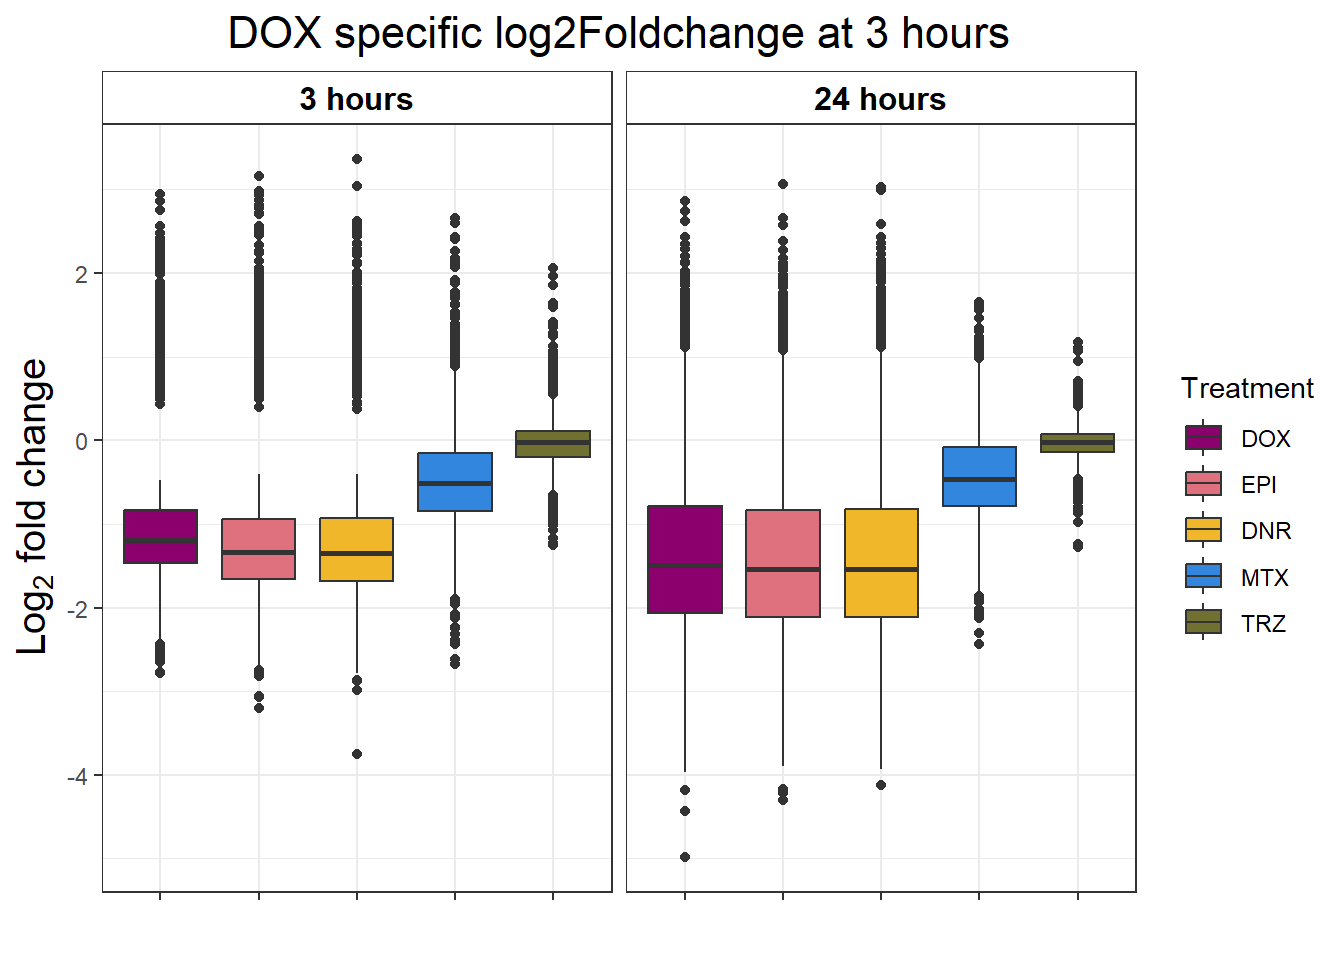 DOX specific log2Foldchange at 3 hours
3 hours
24 hours
Log2 fold change
2
0
-2
-4
Treatment
DOX
EPI
DNR
MTX
TRZ